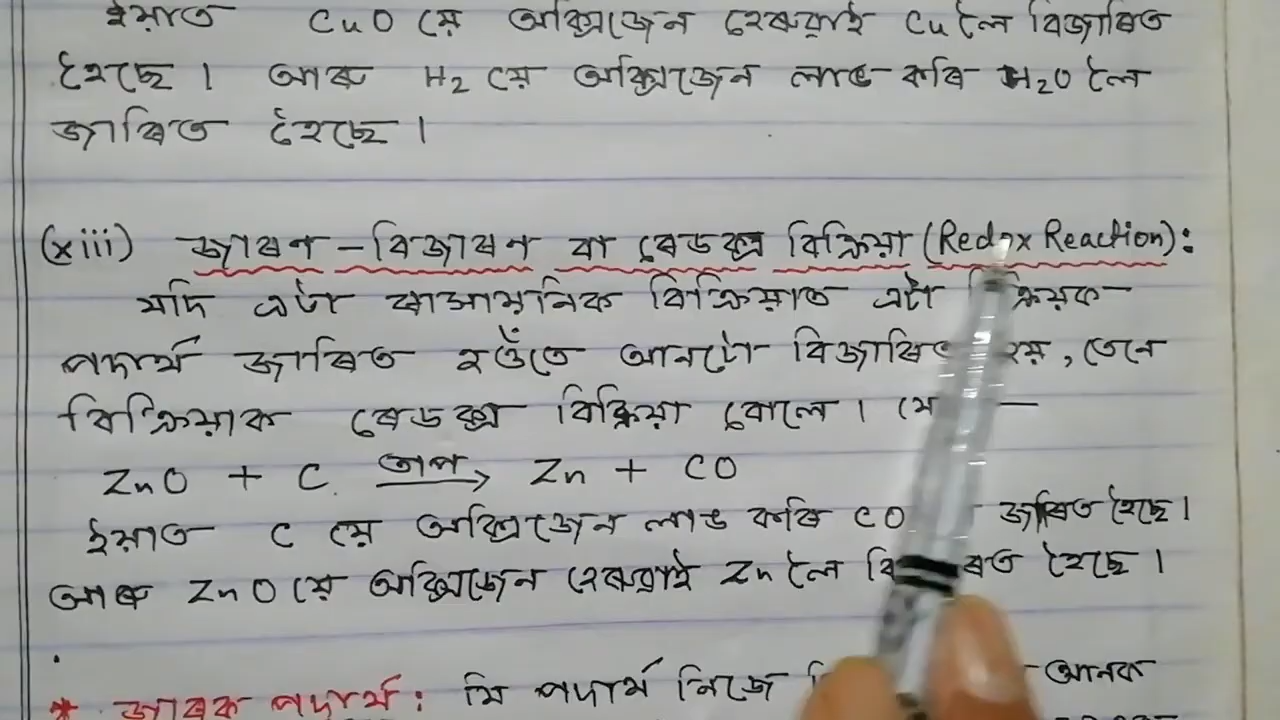 ইয়াত CuO য়ে অক্সিজেন হেৰুৱাই Cu লৈ বিজাৰিত
হৈছে। আৰু H₂ য়ে অক্সিজেন লাভ কৰি H₂O লৈ
জাৰিত হৈছে।
(xiii) জাৰণ-বিজাৰণ বা ৰেডক্স বিক্ৰিয়া (Redox Reaction):
যদি এটা ৰাসায়নিক বিক্ৰিয়াত এটা বিক্ৰিয়ক
পদাৰ্থ জাৰিত হওঁতে আনটো বিজাৰিত হয়, তেনে
বিক্ৰিয়াক ৰেডক্স বিক্ৰিয়া বোলে। —
ZnO + C তাপ→ Zn + CO
ইয়াত C য়ে অক্সিজেন লাভ কৰি CO জাৰিত হৈছে।
আৰু ZnO য়ে অক্সিজেন হেৰুৱাই Zn লৈ বিজাৰিত হৈছে।
* জাৰক পদাৰ্থ: যি পদাৰ্থ নিজে আনক